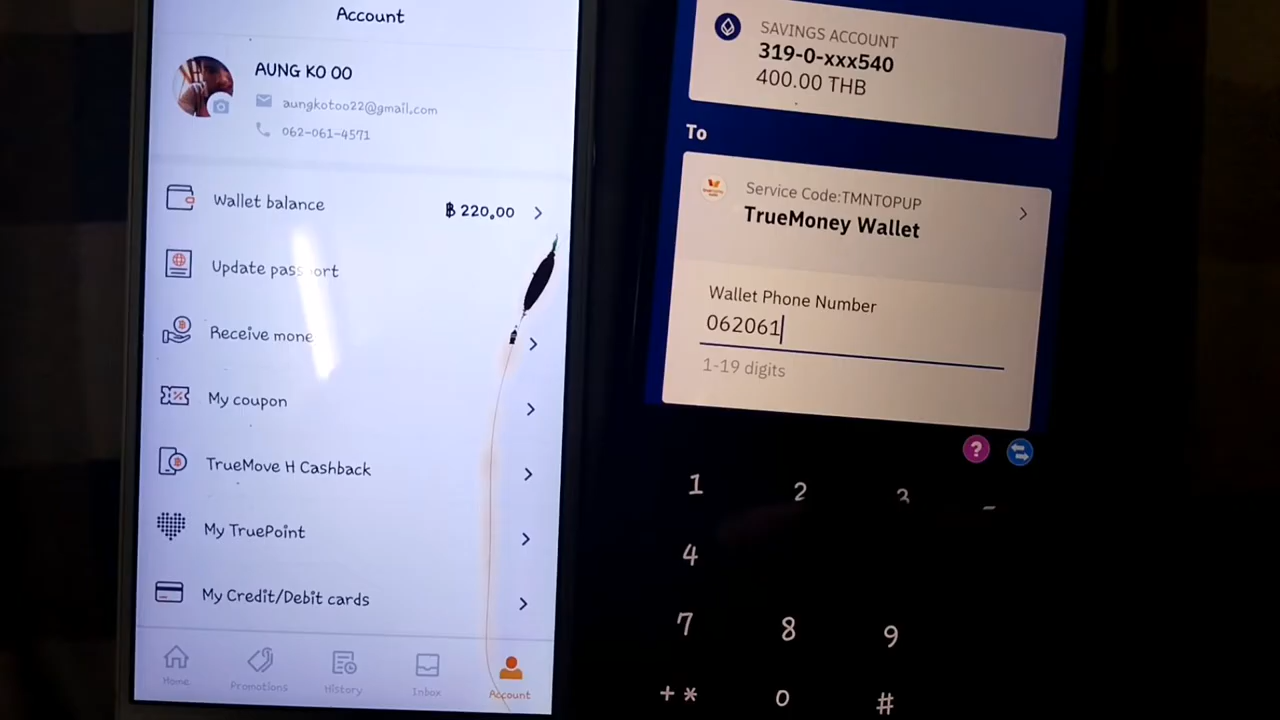 Account
AUNG KO OO
aungkotoo22@gmail.com
062-061-4571
Wallet balance
฿ 220.00
Update passport
Receive mone
My coupon
TrueMove H Cashback
My TruePoint
My Credit/Debit cards
Home
Promotions
History
Inbox
Account
SAVINGS ACCOUNT
319-0-xxx540
400.00 THB
To
Service Code:TMNTOPUP
TrueMoney Wallet
Wallet Phone Number
062061
1-19 digits
?
1 2 3 -
4
7 8 9
+ * 0 #